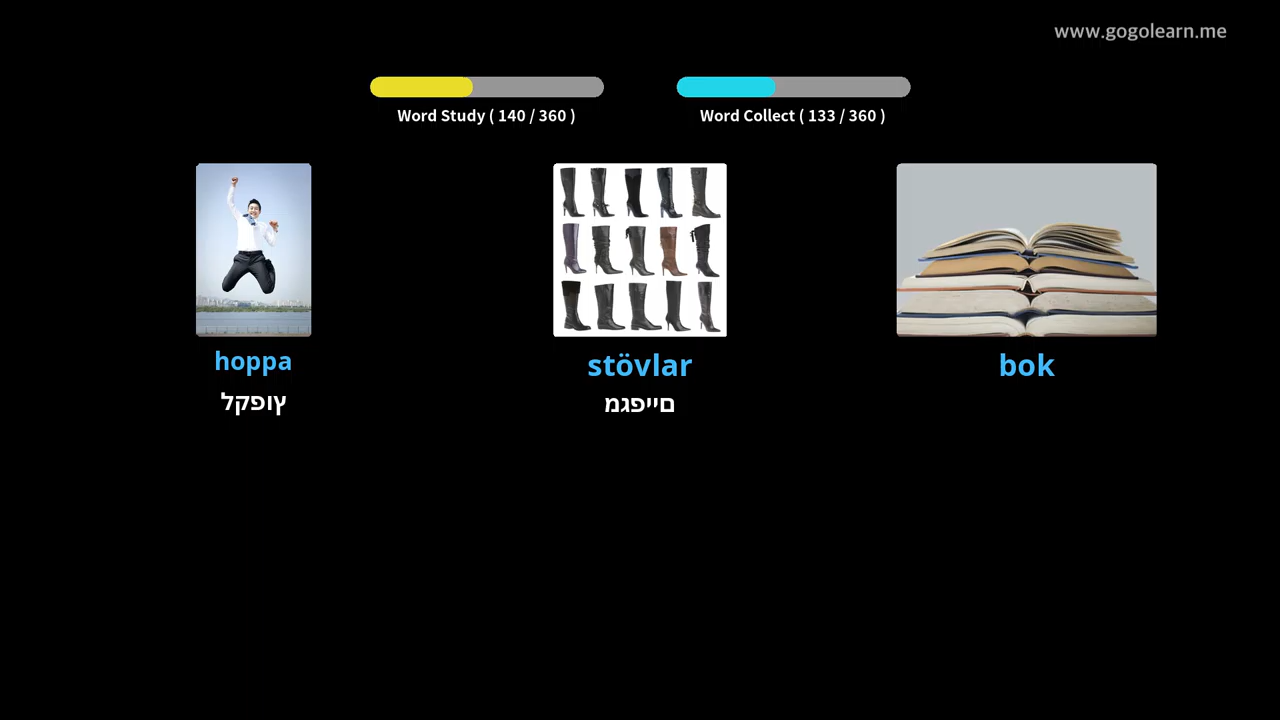 www.gogolearn.me
Word Study ( 140 / 360 )
Word Collect ( 133 / 360 )
hoppa
stövlar
bok
ץופקל
םייפגמ